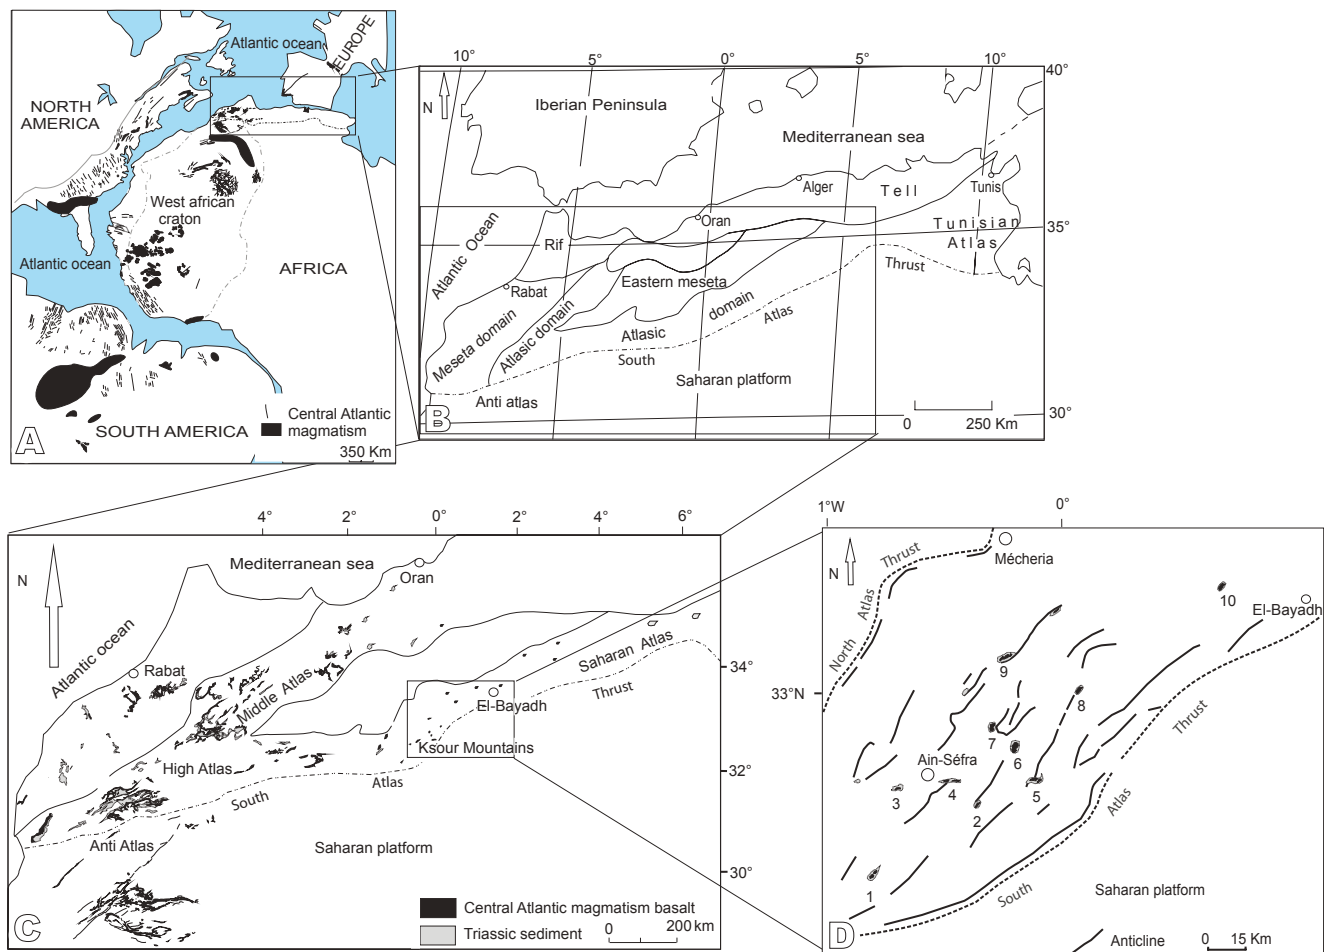 Atlantic ocean
EUROPE
NORTH
AMERICA
West african
craton
Atlantic ocean
AFRICA
Central Atlantic
magmatism
SOUTH AMERICA
350 Km
A
10°
5°
0°
5°
10°
40°
N
Iberian Peninsula
Mediterranean sea
Alger
Tell
Tunis
Oran
Tunisian
Atlas
35°
Atlantic Ocean
Rif
Thrust
Rabat
Eastern meseta
Meseta domain
Atlasic domain
Atlasic
domain
Atlas
South
Saharan platform
Anti atlas
30°
0 250 Km
B
4°
2°
0°
2°
4°
6°
N
Mediterranean sea
Oran
Atlantic ocean
Rabat
Middle Atlas
Saharan Atlas
34°
Thrust
El-Bayadh
Ksour Mountains
High Atlas
32°
Atlas
South
Anti Atlas
Saharan platform
30°
Central Atlantic magmatism basalt
Triassic sediment
0 200 km
C
1°W
0°
N
Thrust
Mécheria
Atlas
North
10
El-Bayadh
9
33°N
8
Thrust
7
6
Ain-Séfra
3
4
5
2
Atlas
1
South
Saharan platform
Anticline
0 15 Km
D